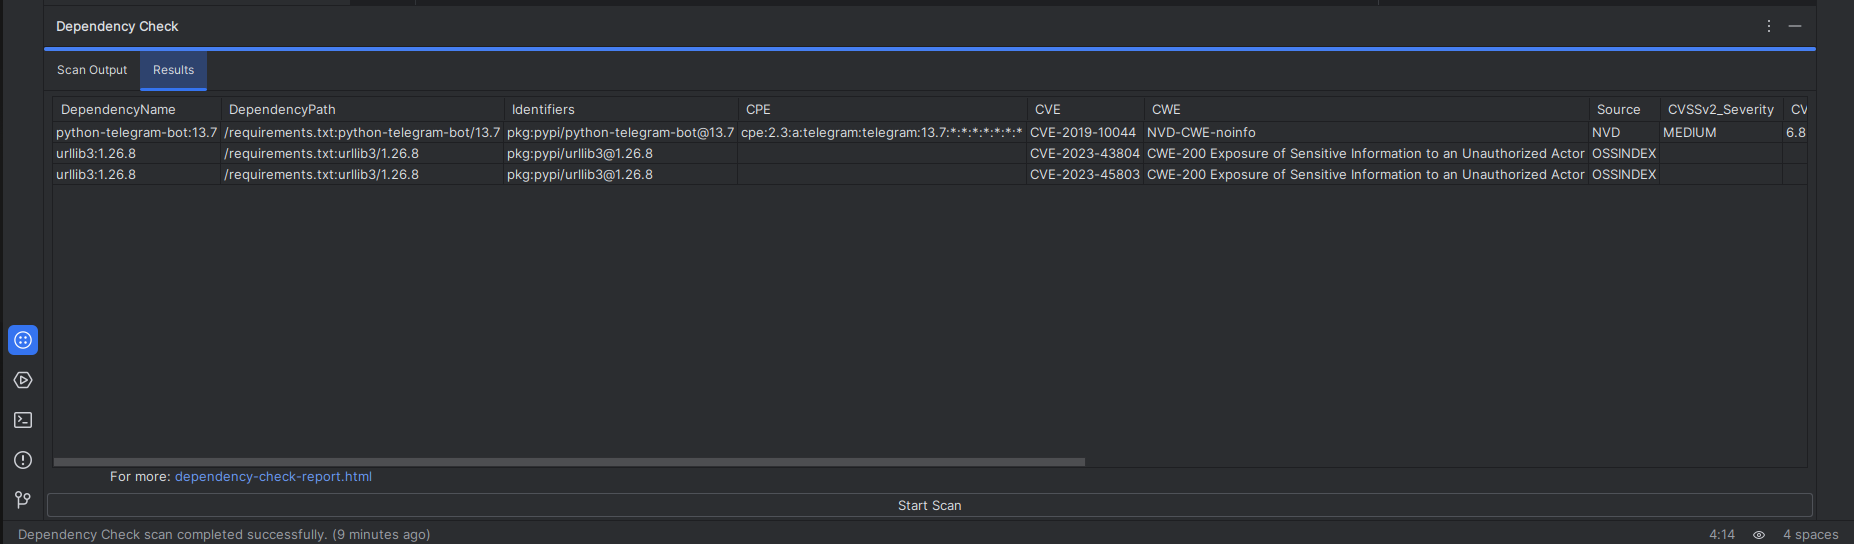 Dependency Check
Scan Output Results
DependencyName DependencyPath Identifiers CPE CVE CWE Source CVSSv2_Severity CV
python-telegram-bot:13.7 /requirements.txt:python-telegram-bot/13.7 pkg:pypi/python-telegram-bot@13.7 cpe:2.3:a:telegram:telegram:13.7:*:*:*:*:*:*:* CVE-2019-10044 NVD-CWE-noinfo NVD MEDIUM 6.8
urllib3:1.26.8 /requirements.txt:urllib3/1.26.8 pkg:pypi/urllib3@1.26.8 CVE-2023-43804 CWE-200 Exposure of Sensitive Information to an Unauthorized Actor OSSINDEX
urllib3:1.26.8 /requirements.txt:urllib3/1.26.8 pkg:pypi/urllib3@1.26.8 CVE-2023-45803 CWE-200 Exposure of Sensitive Information to an Unauthorized Actor OSSINDEX
For more: dependency-check-report.html
Start Scan
Dependency Check scan completed successfully. (9 minutes ago) 4:14 4 spaces